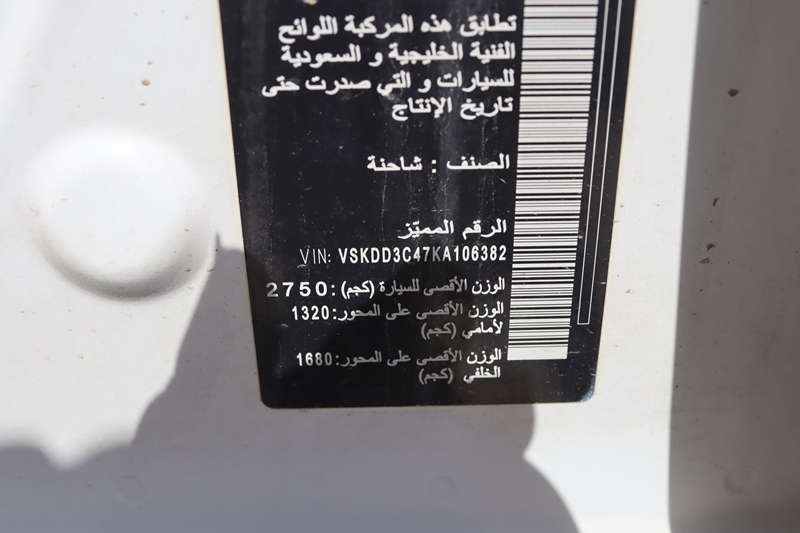 تطابق هذه المركبة اللوائح
الفنية الخليجية و السعودية
للسيارات و التي صدرت حتى
تاريخ الإنتاج
الصنف : شاحنة
الرقم المميّز
VIN: VSKDD3C47KA106382
الوزن الأقصى للسيارة (كجم): 2750
الوزن الأقصى على المحور: 1320
لأمامي (كجم)
الوزن الأقصى على المحور: 1680
الخلفي (كجم)